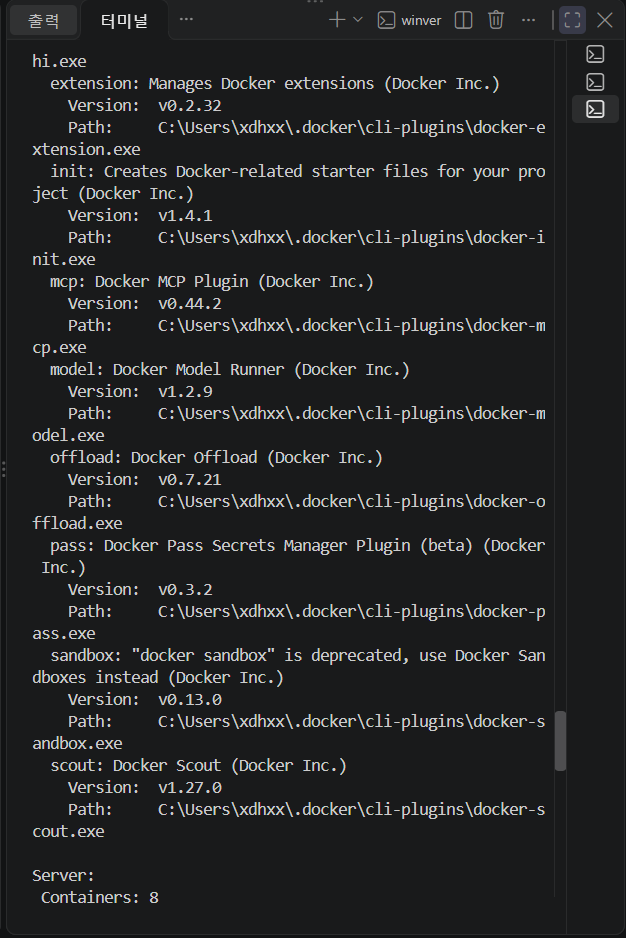 출력 터미널 ··· winver ···
hi.exe
  extension: Manages Docker extensions (Docker Inc.)
    Version:  v0.2.32
    Path:     C:\Users\xdhxx\.docker\cli-plugins\docker-e
xtension.exe
  init: Creates Docker-related starter files for your pro
ject (Docker Inc.)
    Version:  v1.4.1
    Path:     C:\Users\xdhxx\.docker\cli-plugins\docker-i
nit.exe
  mcp: Docker MCP Plugin (Docker Inc.)
    Version:  v0.44.2
    Path:     C:\Users\xdhxx\.docker\cli-plugins\docker-m
cp.exe
  model: Docker Model Runner (Docker Inc.)
    Version:  v1.2.9
    Path:     C:\Users\xdhxx\.docker\cli-plugins\docker-m
odel.exe
  offload: Docker Offload (Docker Inc.)
    Version:  v0.7.21
    Path:     C:\Users\xdhxx\.docker\cli-plugins\docker-o
ffload.exe
  pass: Docker Pass Secrets Manager Plugin (beta) (Docker
 Inc.)
    Version:  v0.3.2
    Path:     C:\Users\xdhxx\.docker\cli-plugins\docker-p
ass.exe
  sandbox: "docker sandbox" is deprecated, use Docker San
dboxes instead (Docker Inc.)
    Version:  v0.13.0
    Path:     C:\Users\xdhxx\.docker\cli-plugins\docker-s
andbox.exe
  scout: Docker Scout (Docker Inc.)
    Version:  v1.27.0
    Path:     C:\Users\xdhxx\.docker\cli-plugins\docker-s
cout.exe

Server:
 Containers: 8